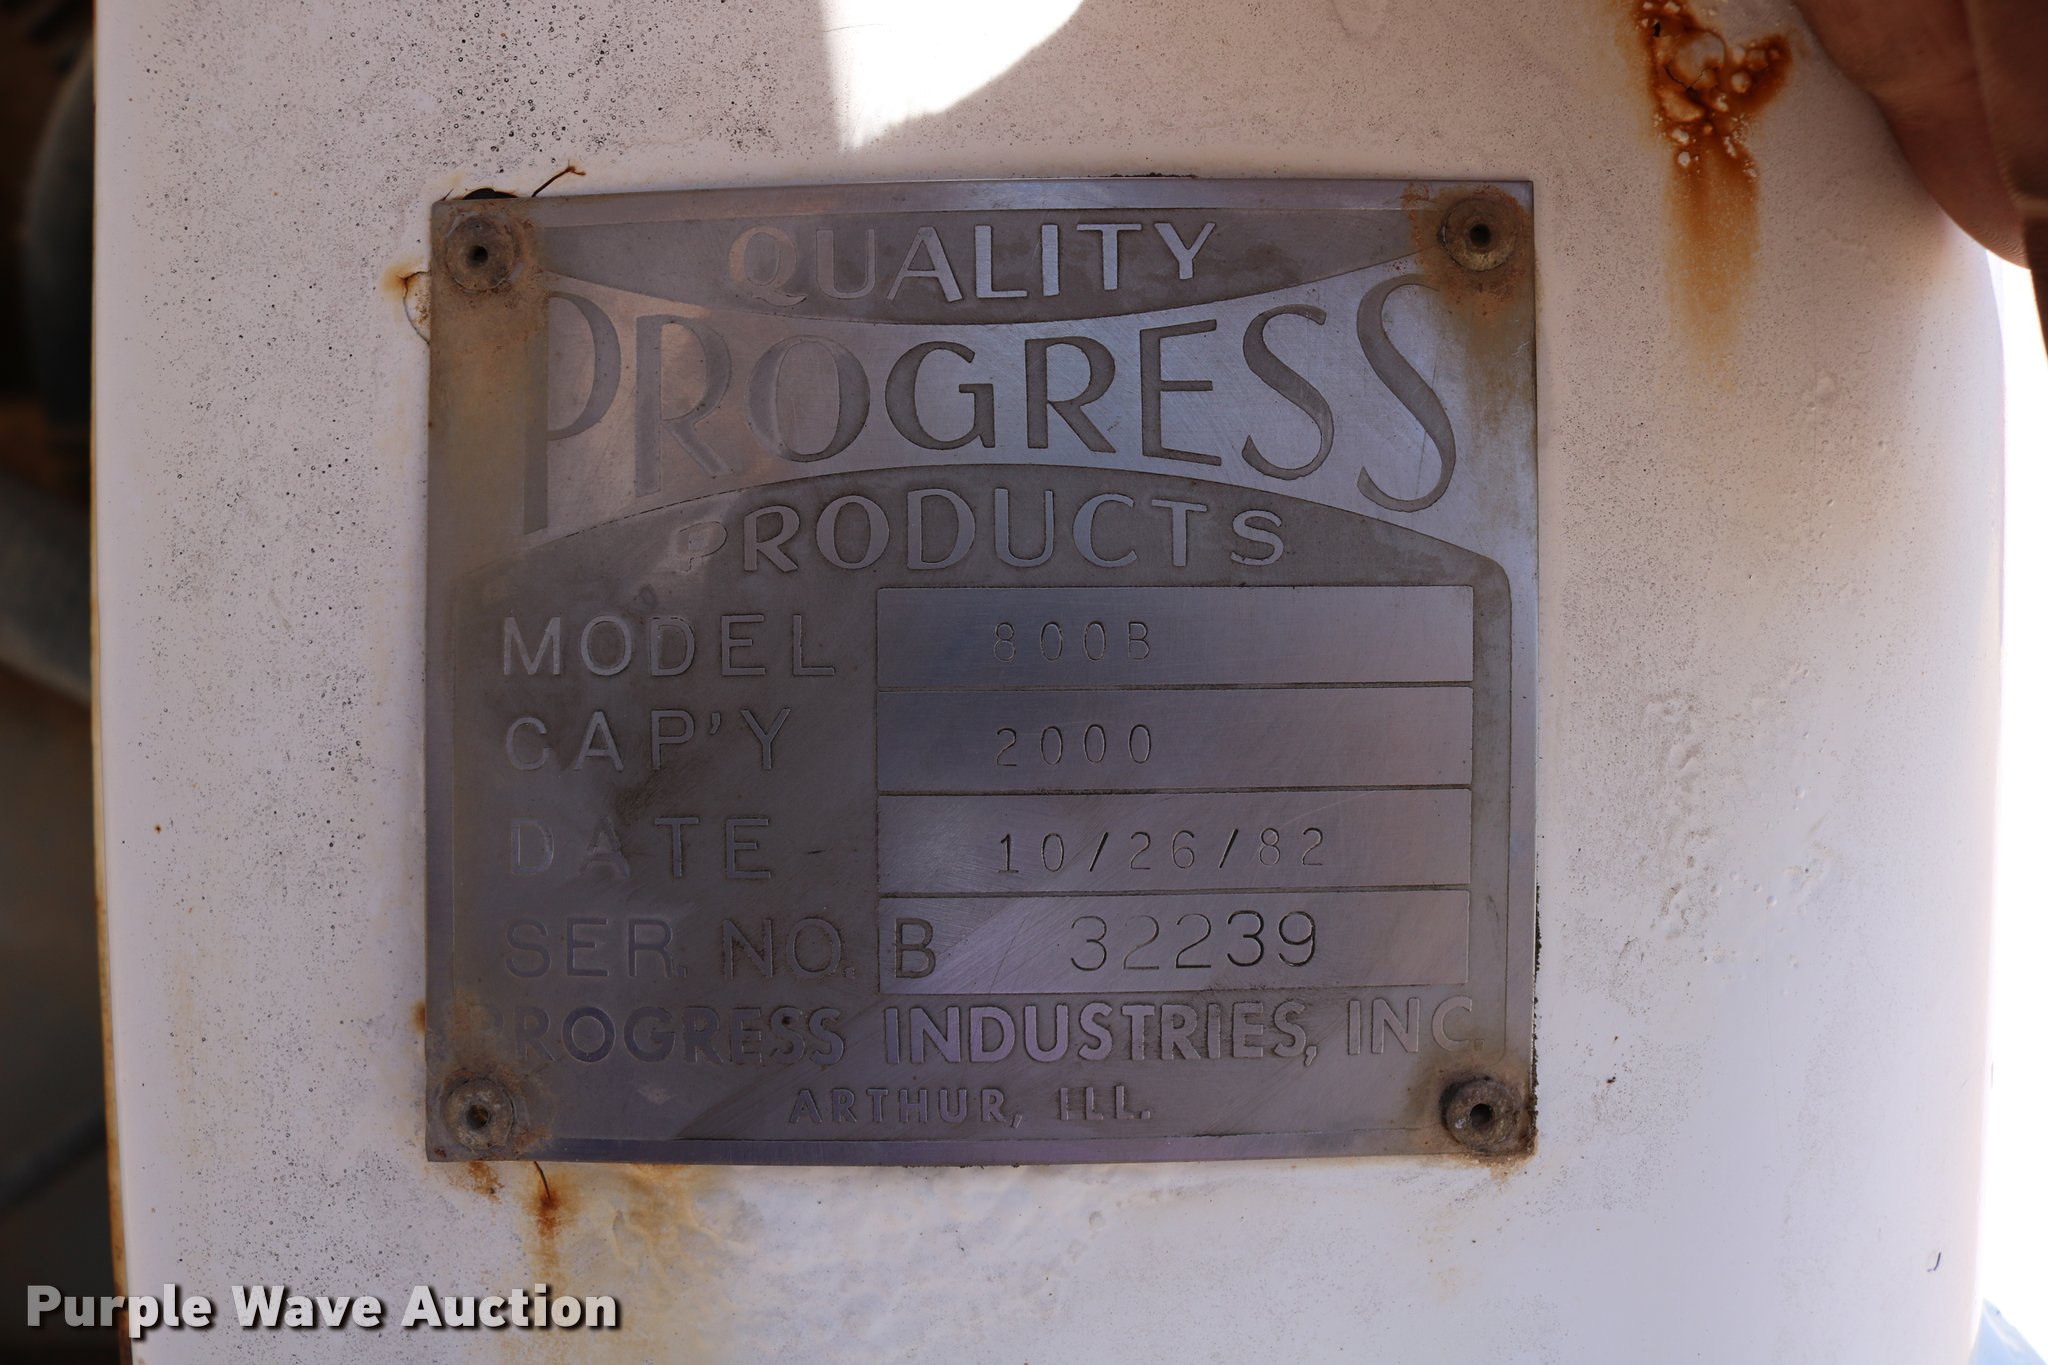 QUALITY
PROGRESS
PRODUCTS
MODEL 800B
CAP'Y 2000
DATE 10/26/82
SER. NO. B 32239
PROGRESS INDUSTRIES, INC.
ARTHUR, ILL.
Purple Wave Auction